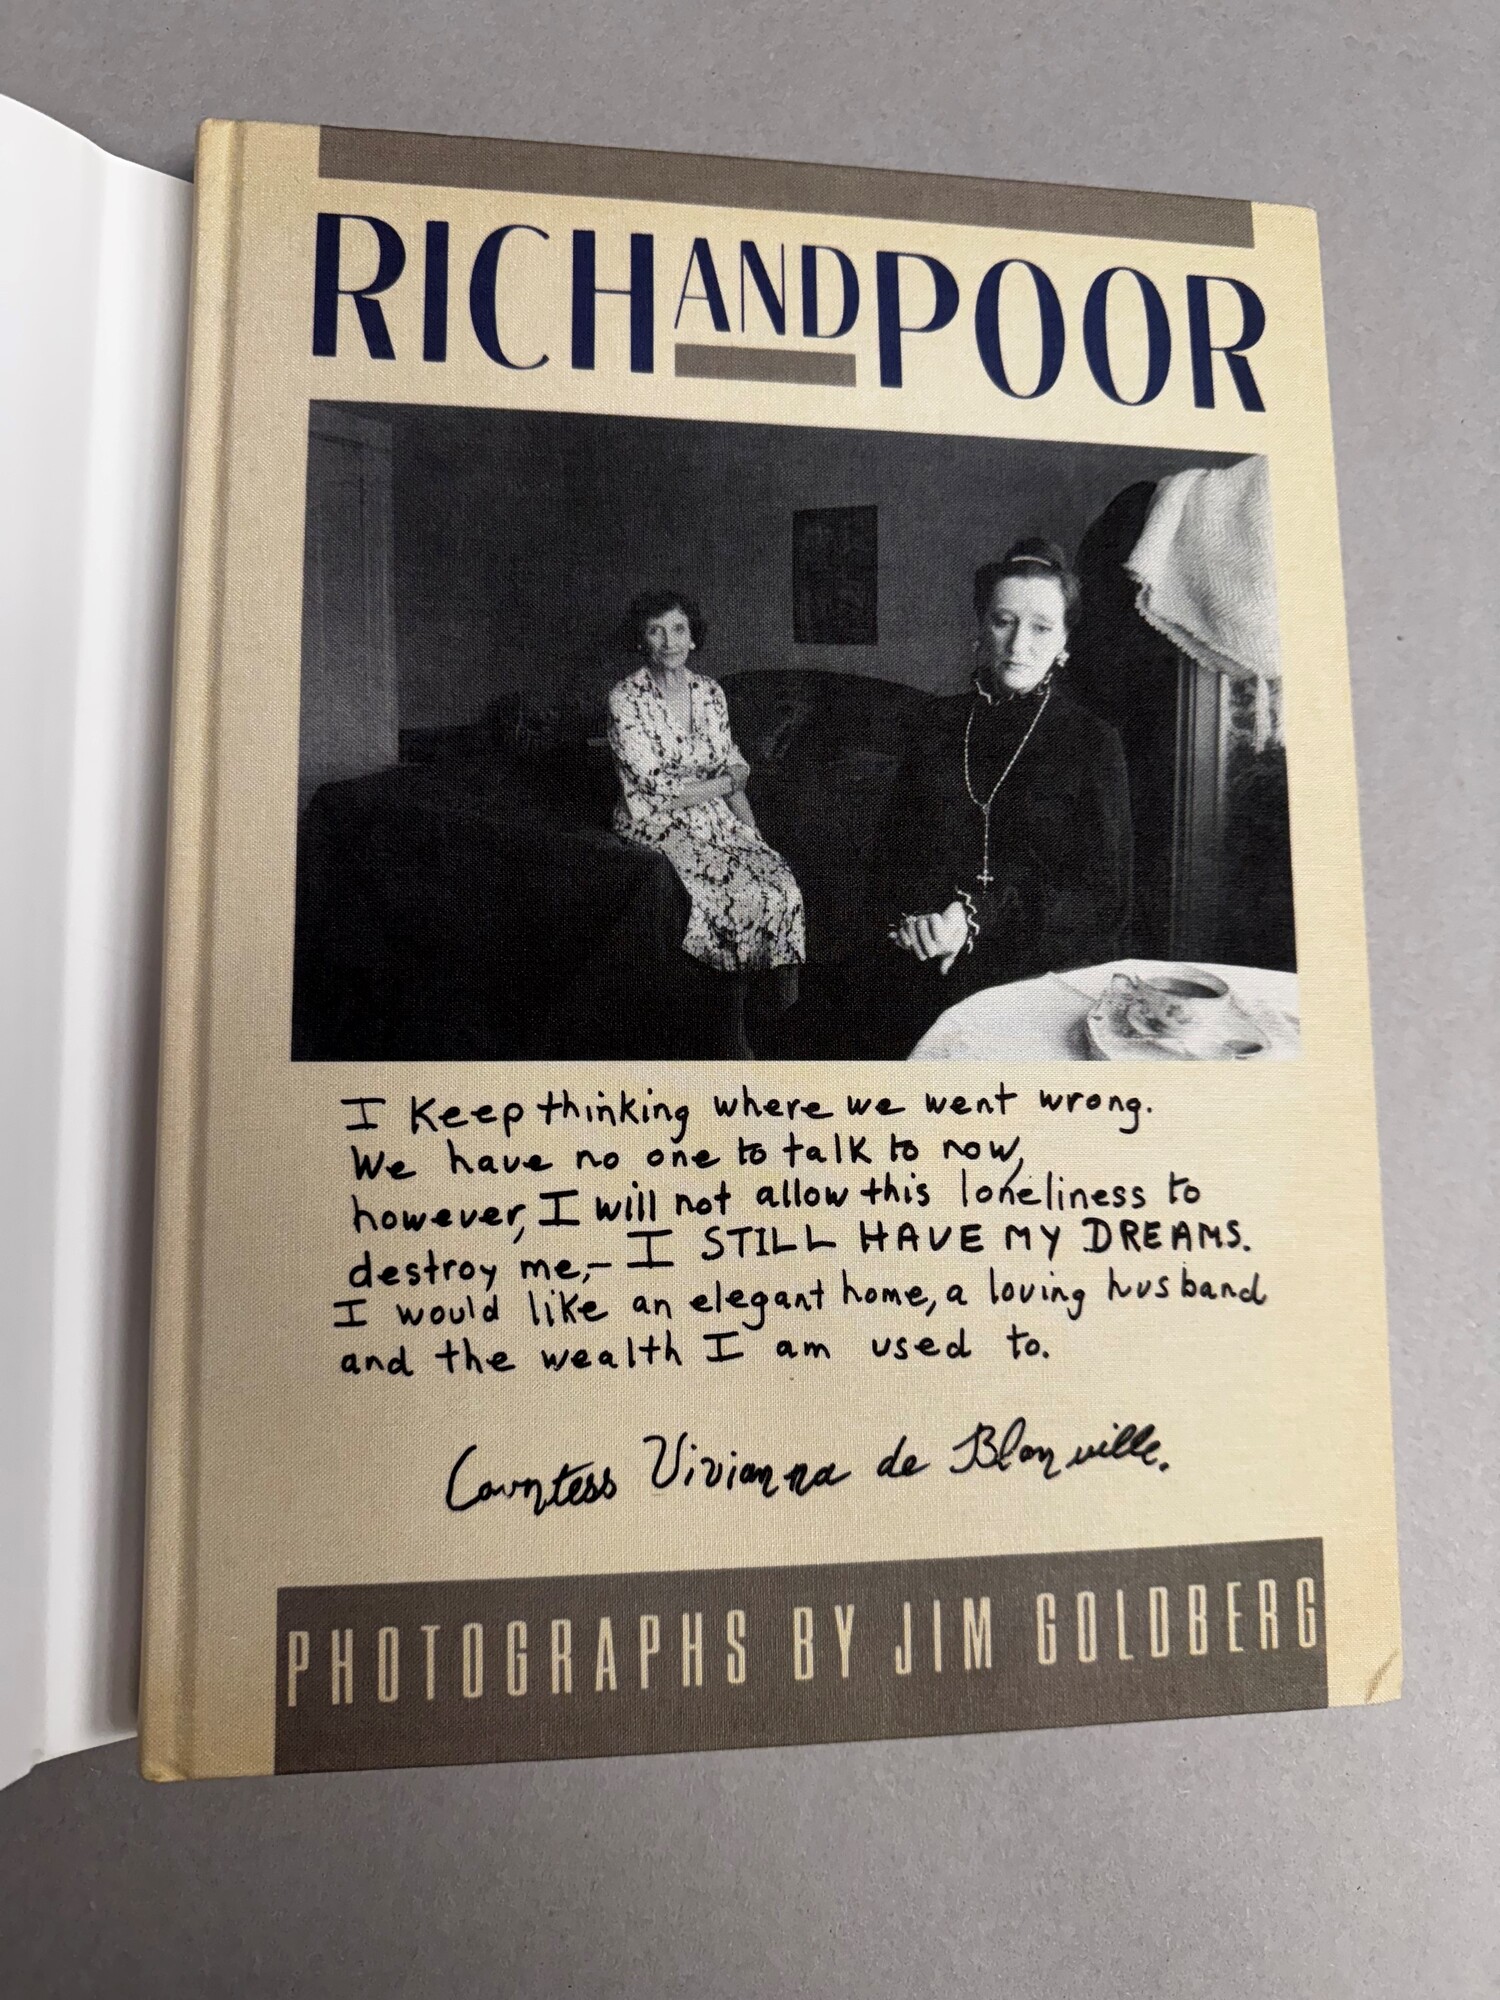 RICH AND POOR
I Keep thinking where we went wrong.
We have no one to talk to now,
however, I will not allow this loneliness to
destroy me,- I STILL HAVE MY DREAMS.
I would like an elegant home, a loving husband
and the wealth I am used to.
Countess Vivianna de Blonville.
PHOTOGRAPHS BY JIM GOLDBERG